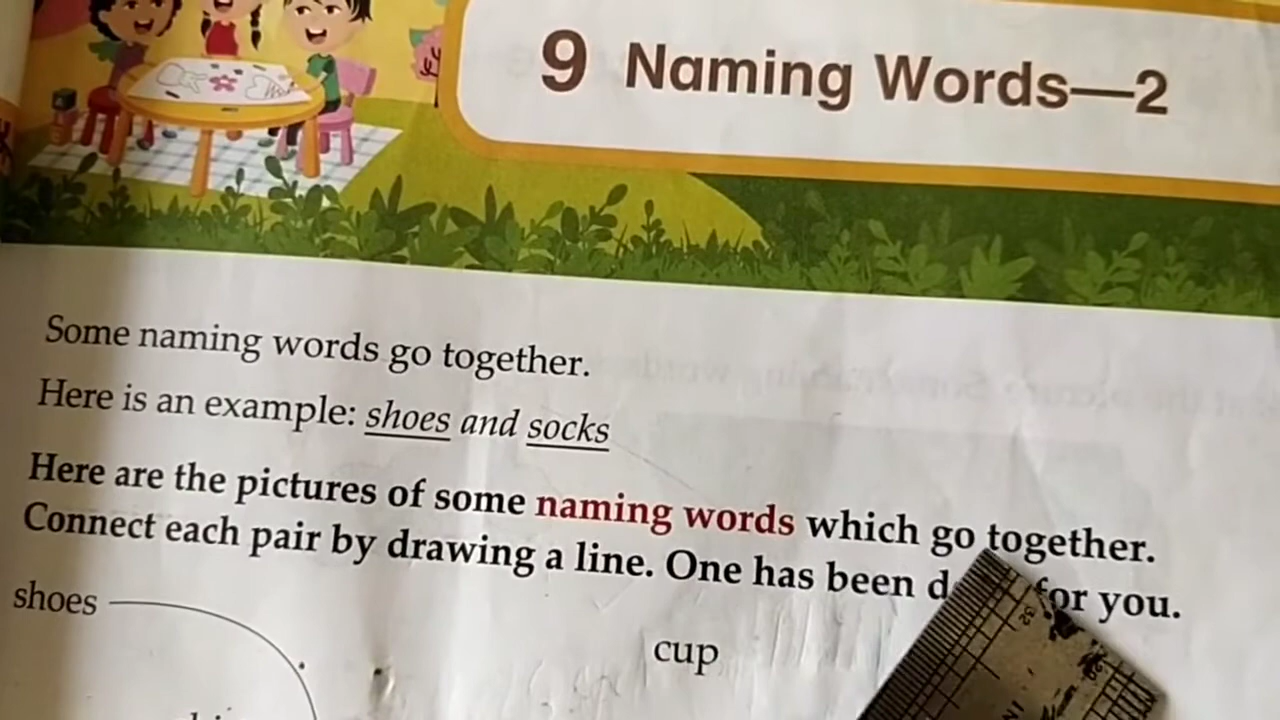 9 Naming Words—2
Some naming words go together.
Here is an example: shoes and socks
Here are the pictures of some naming words which go together.
Connect each pair by drawing a line. One has been for you.
shoes
cup